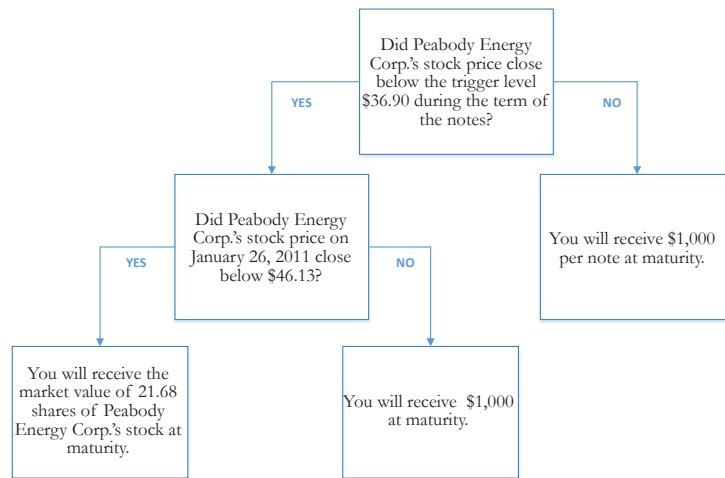 Did Peabody Energy
Corp.'s stock price close
below the trigger level
$36.90 during the term of
the notes?
YES
NO
Did Peabody Energy
Corp.'s stock price on
January 26, 2011 close
below $46.13?
You will receive $1,000
per note at maturity.
YES
NO
You will receive the
market value of 21.68
shares of Peabody
Energy Corp.'s stock at
maturity.
You will receive $1,000
at maturity.